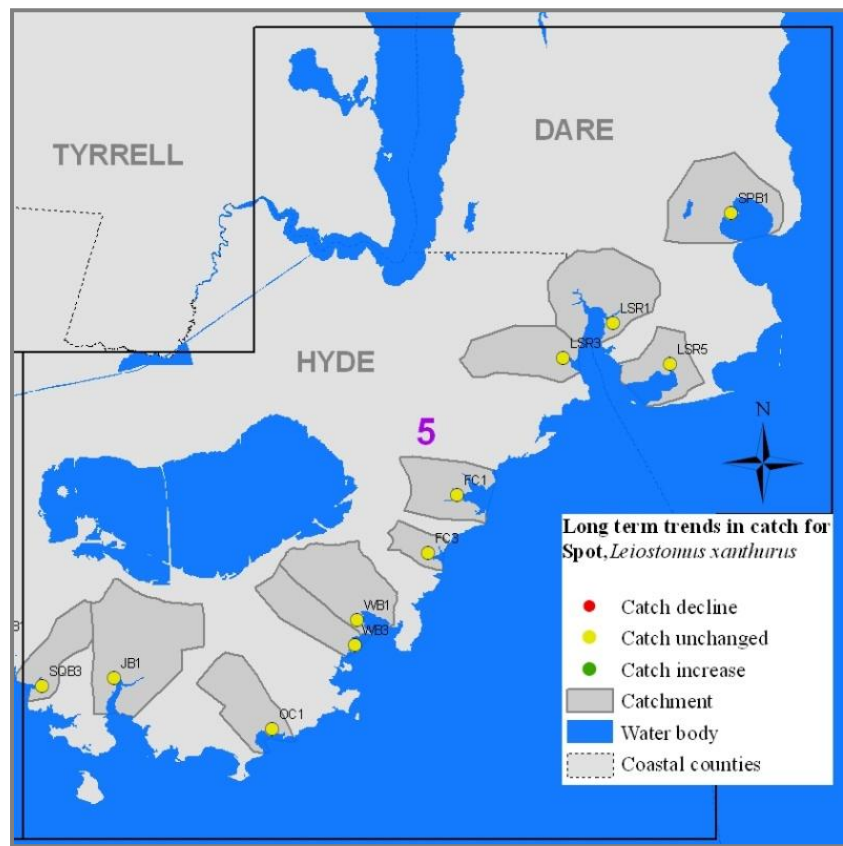 DARE
TYRRELL
SPB1
LSR1
LSR3
LSR5
HYDE
5
N
FC1
Long term trends in catch for
Spot, Leiostomus xanthurus
FC3
Catch decline
WB1
Catch unchanged
WB3
Catch increase
SQB3
JB1
Catchment
OC1
Water body
Coastal counties